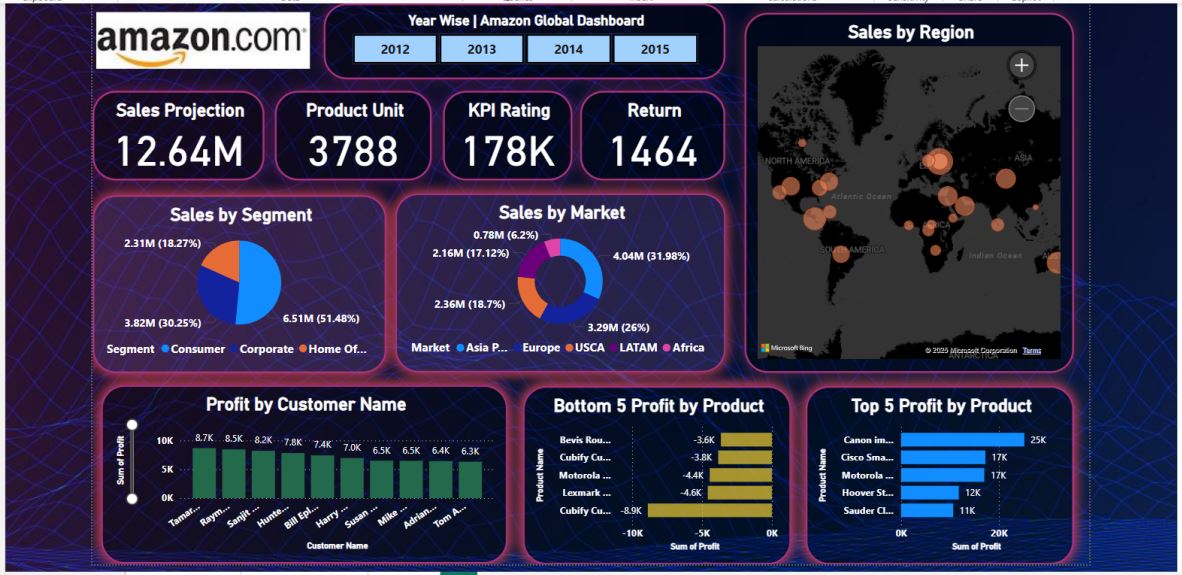 amazon.com
Year Wise | Amazon Global Dashboard
2012 2013 2014 2015
Sales Projection
12.64M
Product Unit
3788
KPI Rating
178K
Return
1464
Sales by Region
NORTH AMERICA
ASIA
Atlantic Ocean
SOUTH AMERICA
Indian Ocean
ANTARCTICA
Microsoft Bing
© 2025 Microsoft Corporation Terms
Sales by Segment
2.31M (18.27%)
3.82M (30.25%)
6.51M (51.48%)
Segment Consumer Corporate Home Of...
Sales by Market
0.78M (6.2%)
2.16M (17.12%)
4.04M (31.98%)
2.36M (18.7%)
3.29M (26%)
Market Asia P... Europe USCA LATAM Africa
Profit by Customer Name
Sum of Profit
10K
5K
0K
8.7K 8.5K 8.2K 7.8K 7.4K 7.0K 6.5K 6.5K 6.4K 6.3K
Tamar... Raym... Sanjit ... Hunte... Bill Epl... Harry ... Susan ... Mike ... Adrian... Tom A...
Customer Name
Bottom 5 Profit by Product
Product Name
Bevis Rou... -3.6K
Cubify Cu... -3.8K
Motorola ... -4.4K
Lexmark ... -4.6K
Cubify Cu... -8.9K
-10K -5K 0K
Sum of Profit
Top 5 Profit by Product
Product Name
Canon im... 25K
Cisco Sma... 17K
Motorola ... 17K
Hoover St... 12K
Sauder Cl... 11K
0K 20K
Sum of Profit